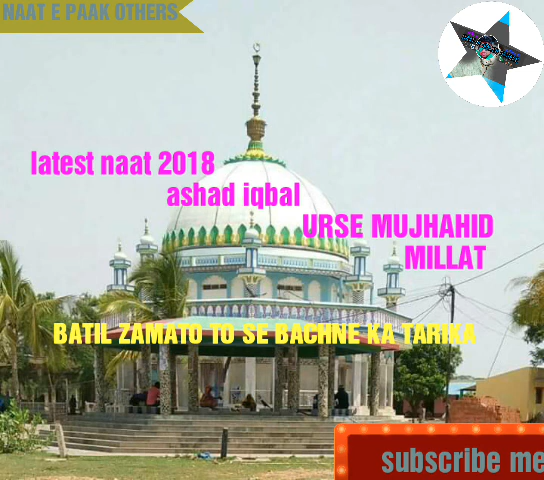 NAAT E PAAK OTHERS
latest naat 2018
ashad iqbal
URSE MUJHAHID
MILLAT
BATIL ZAMATO TO SE BACHNE KA TARIKA
subscribe me